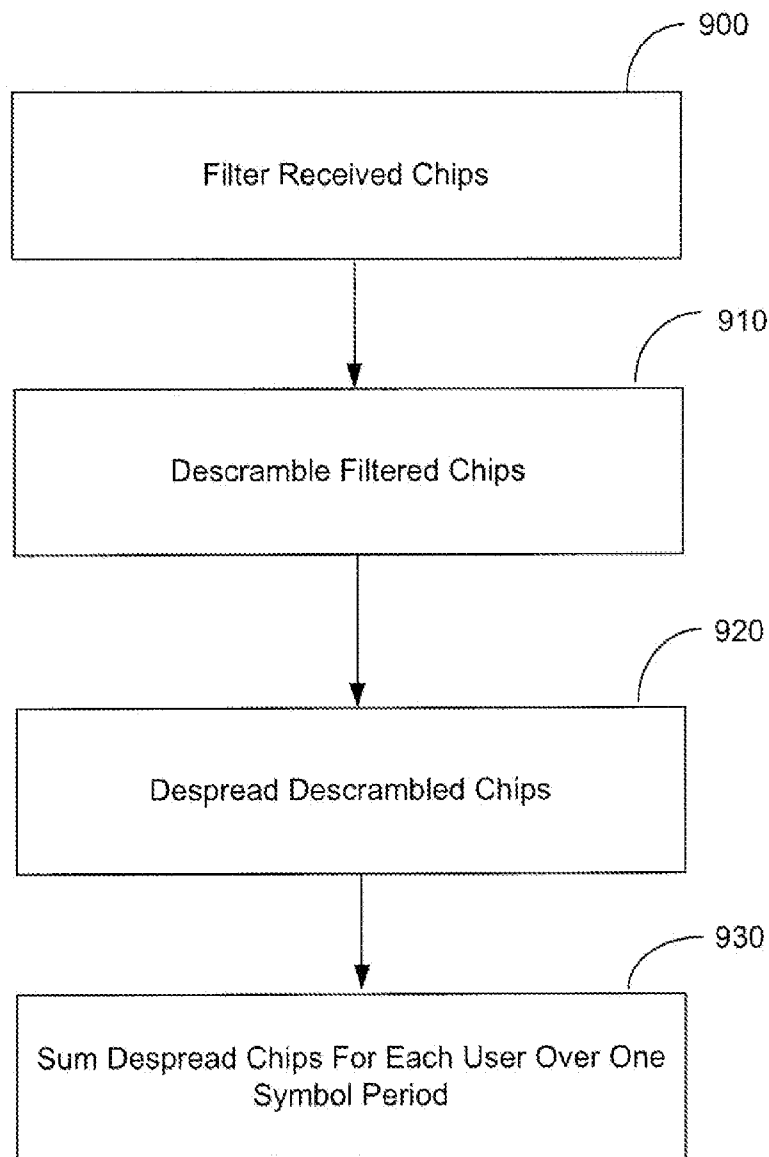 900
Filter Received Chips
910
Descramble Filtered Chips
920
Despread Descrambled Chips
930
Sum Despread Chips For Each User Over One
Symbol Period